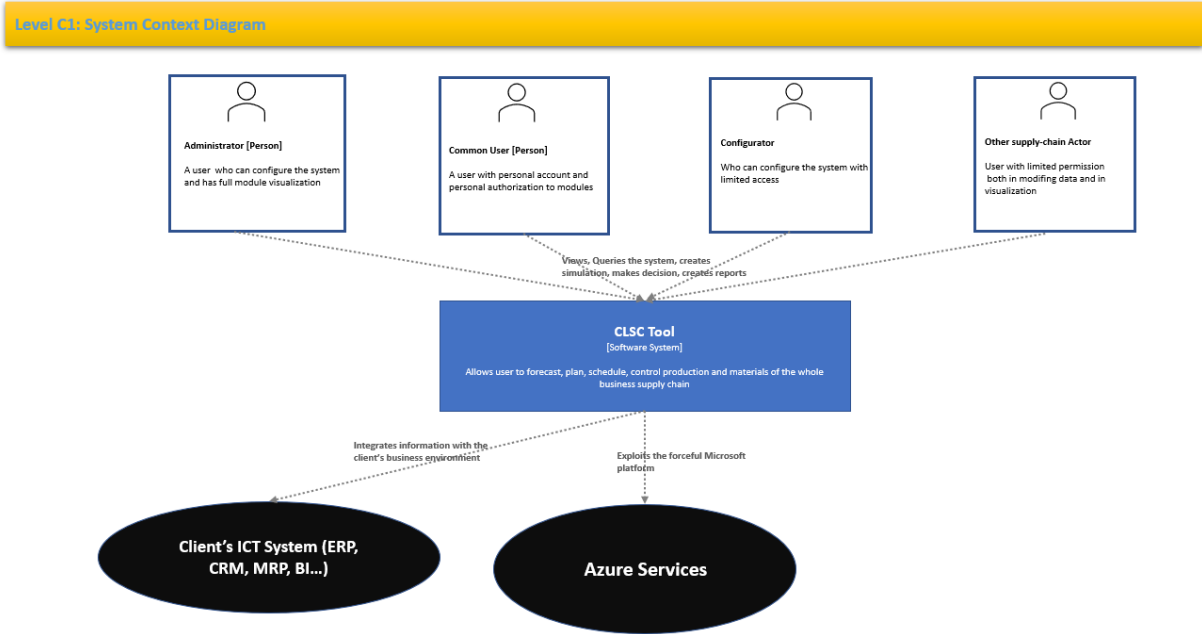 Level C1: System Context Diagram
Administrator [Person]
A user who can configure the system
and has full module visualization
Common User [Person]
A user with personal account and
personal authorization to modules
Configurator
Who can configure the system with
limited access
Other supply-chain Actor
User with limited permission
both in modifing data and in
visualization
Views, Queries the system, creates
simulation, makes decision, creates reports
CLSC Tool
[Software System]
Allows user to forecast, plan, schedule, control production and materials of the whole
business supply chain
Integrates information with the
client's business environment
Exploits the forceful Microsoft
platform
Client's ICT System (ERP,
CRM, MRP, BI...)
Azure Services